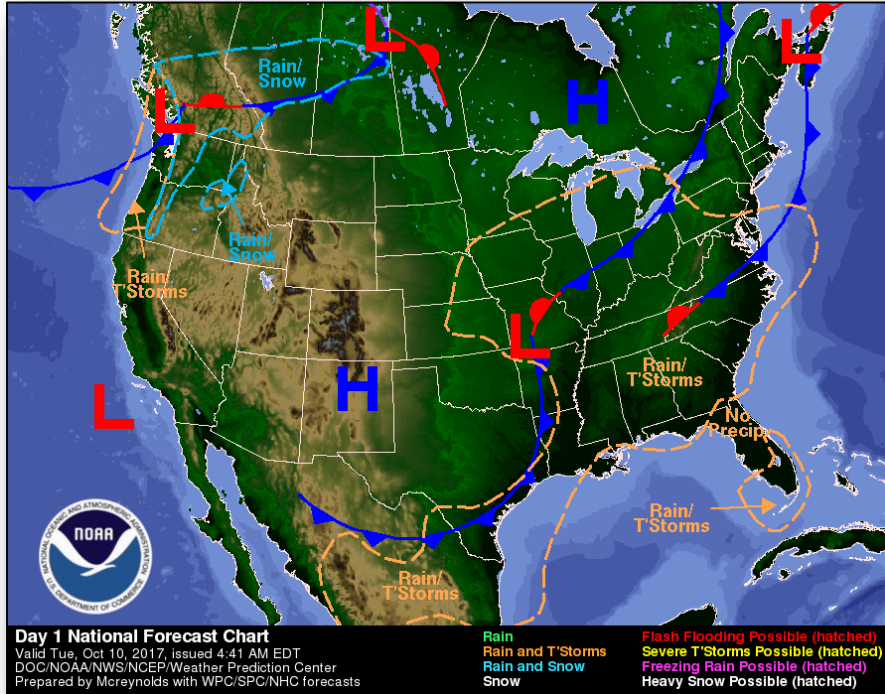 L
L
Rain/
Snow
H
L
Rain/
Snow
Rain/
T'Storms
L
Rain/
T'Storms
H
L
No
Precip.
Rain/
T'Storms
Rain/
T'Storms
NATIONAL OCEANIC AND ATMOSPHERIC ADMINISTRATION
NOAA
U.S. DEPARTMENT OF COMMERCE
Day 1 National Forecast Chart
Valid Tue, Oct 10, 2017, issued 4:41 AM EDT
DOC/NOAA/NWS/NCEP/Weather Prediction Center
Prepared by Mcreynolds with WPC/SPC/NHC forecasts
Rain
Rain and T'Storms
Rain and Snow
Snow
Flash Flooding Possible (hatched)
Severe T'Storms Possible (hatched)
Freezing Rain Possible (hatched)
Heavy Snow Possible (hatched)